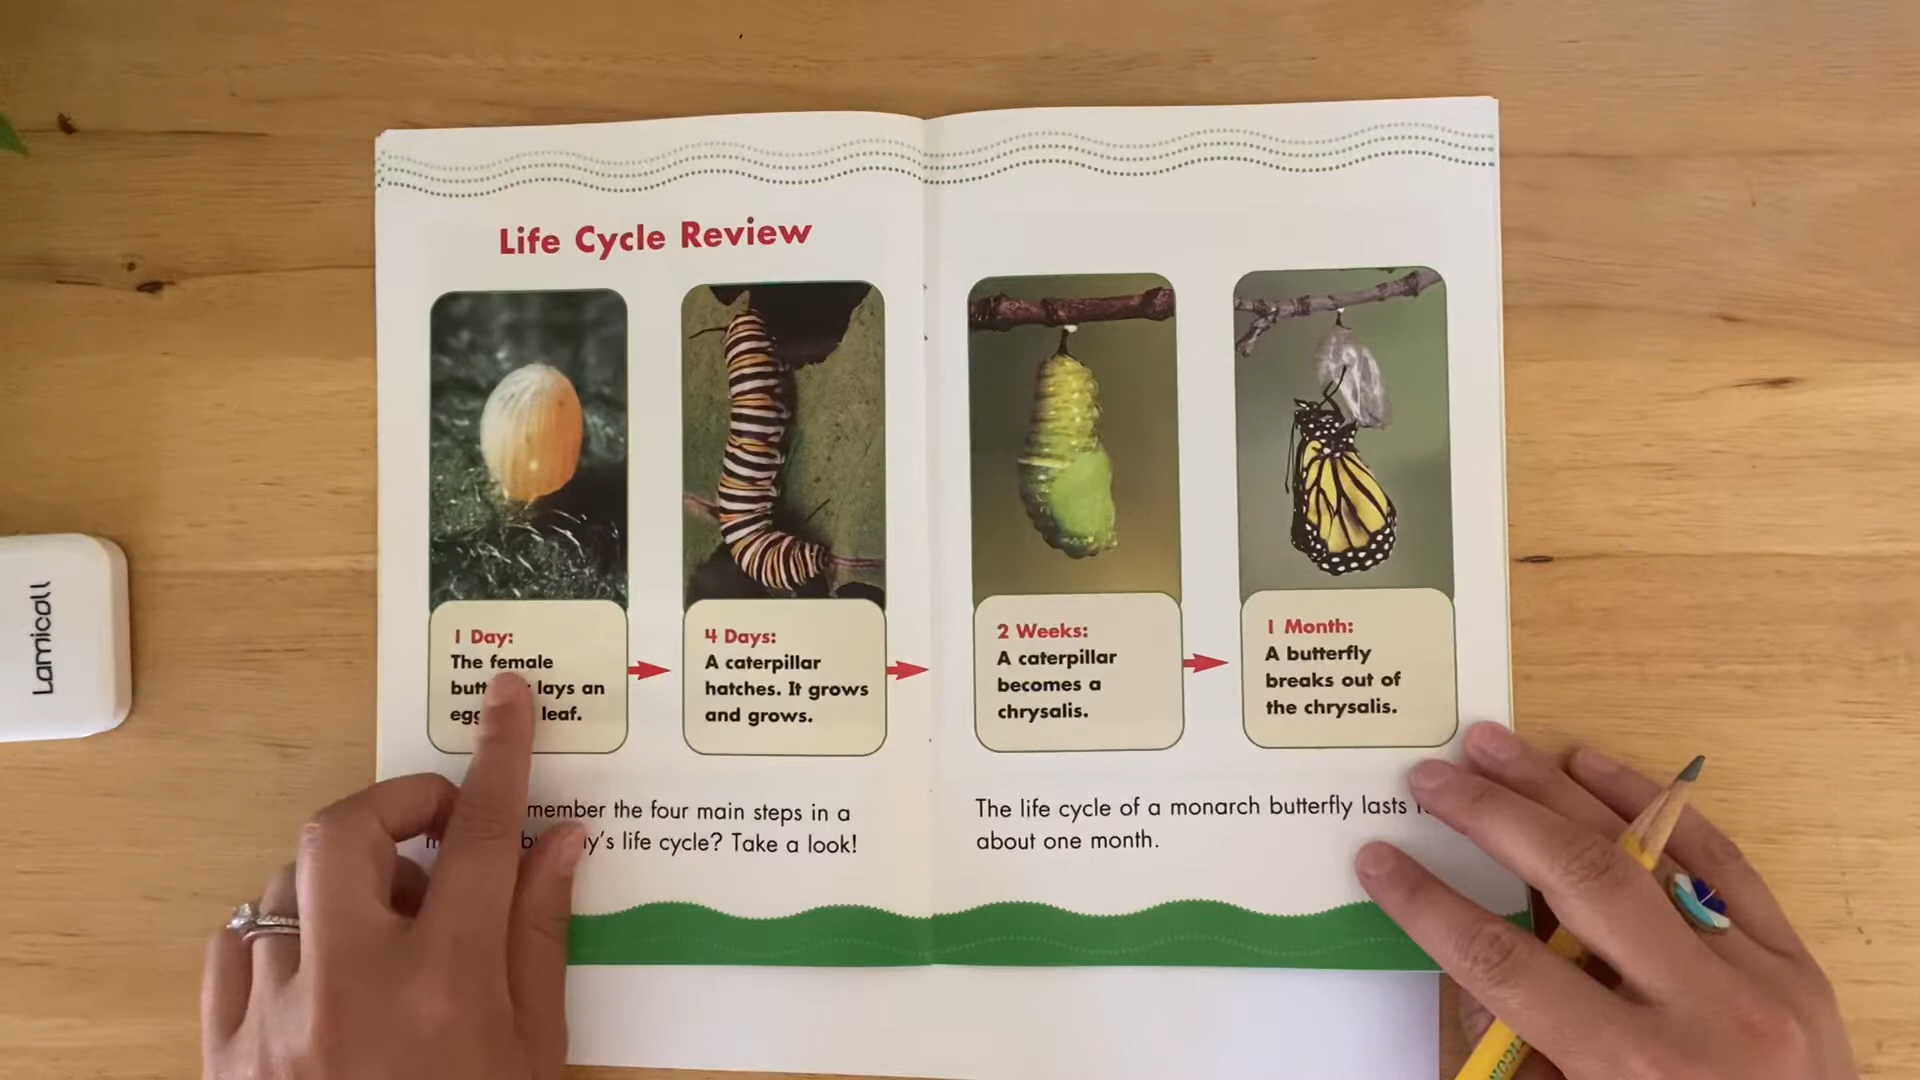 Life Cycle Review
1 Day:
The female
lays an
leaf.
4 Days:
A caterpillar
hatches. It grows
and grows.
2 Weeks:
A caterpillar
becomes a
chrysalis.
1 Month:
A butterfly
breaks out of
the chrysalis.
the four main steps in a
life cycle? Take a look!
The life cycle of a monarch butterfly lasts
about one month.
Lamicall